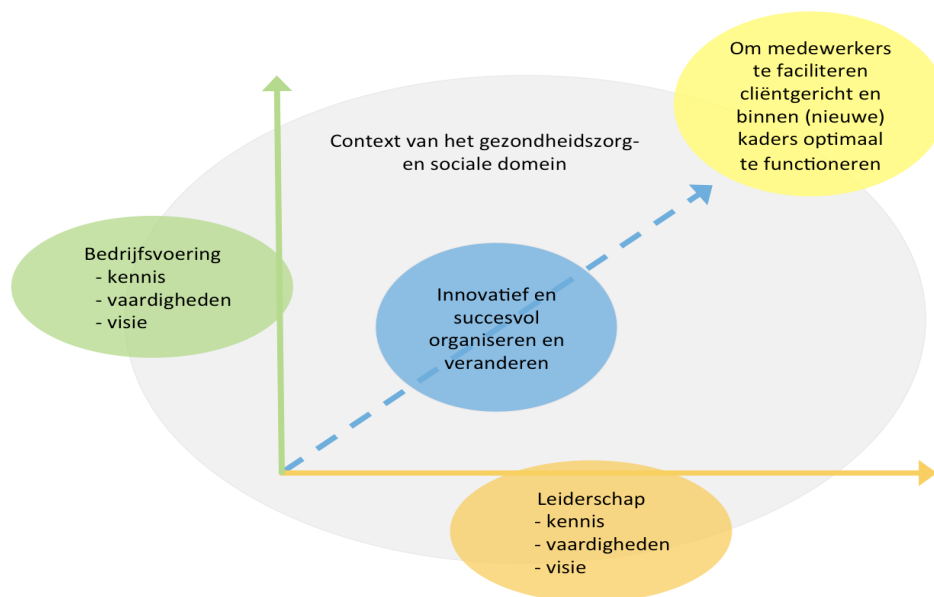 Om medewerkers
te faciliteren
cliëntgericht en
binnen (nieuwe)
kaders optimaal
te functioneren
Context van het gezondheidszorg-
en sociale domein
Bedrijfsvoering
- kennis
- vaardigheden
- visie
Innovatief en
succesvol
organiseren en
veranderen
Leiderschap
- kennis
- vaardigheden
- visie